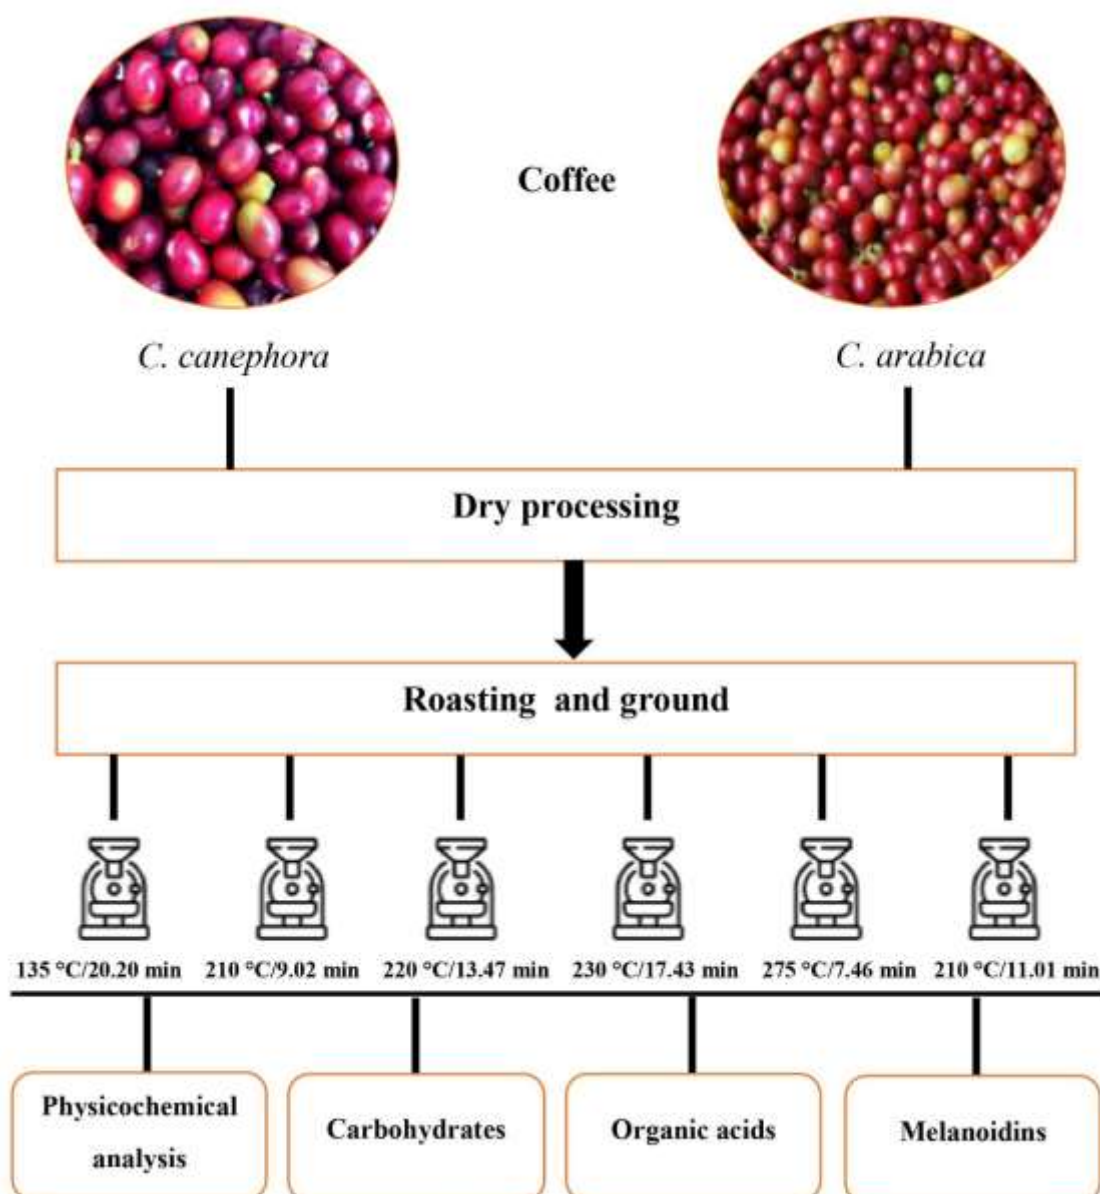 Coffee
C. canephora
C. arabica
Dry processing
Roasting and ground
135 °C/20.20 min
210 °C/9.02 min
220 °C/13.47 min
230 °C/17.43 min
275 °C/7.46 min
210 °C/11.01 min
Physicochemical
analysis
Carbohydrates
Organic acids
Melanoidins